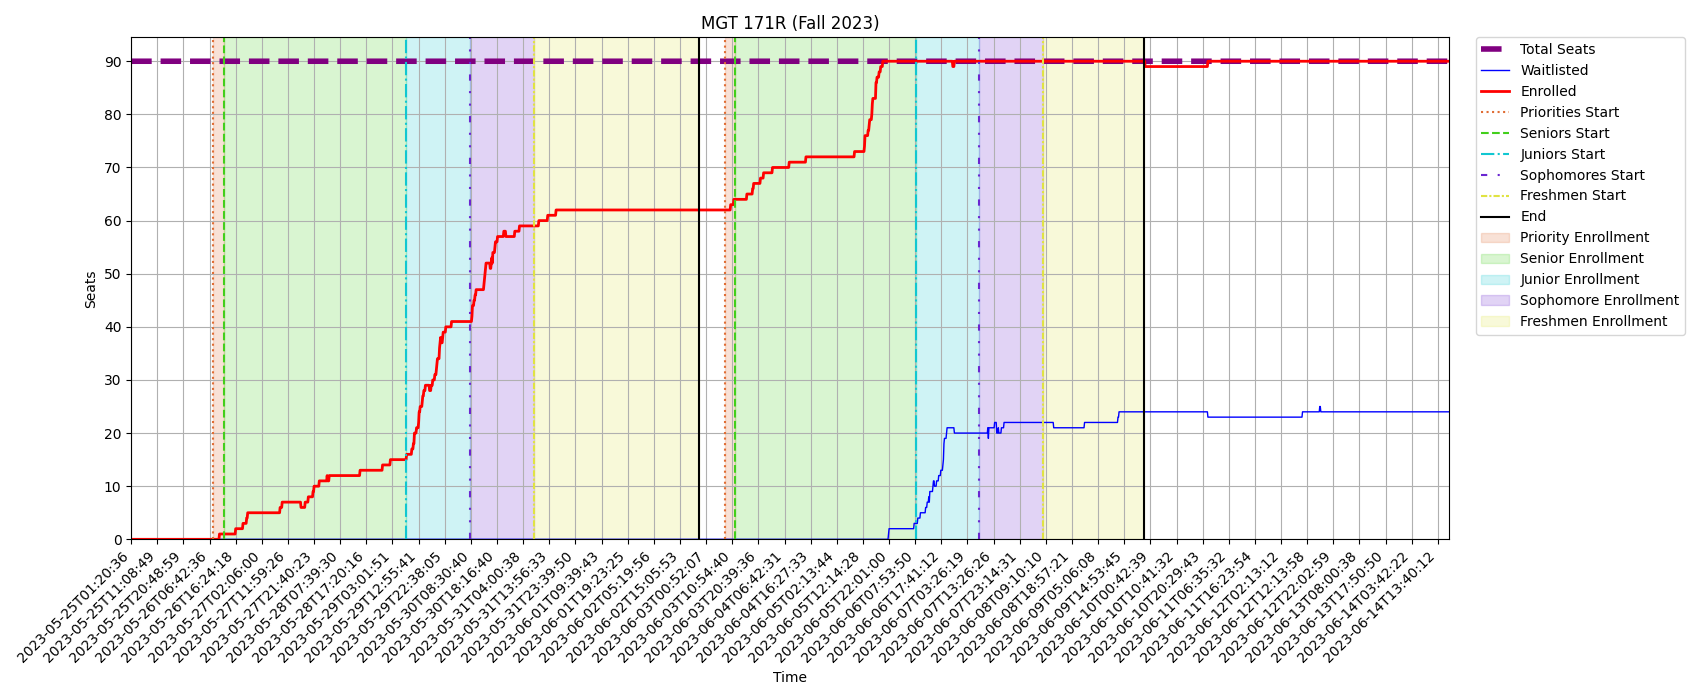 MGT 171R (Fall 2023)
Seats
90
80
70
60
50
40
30
20
10
0
2023-05-25T01:20:36
2023-05-25T11:08:49
2023-05-25T20:48:59
2023-05-26T06:42:36
2023-05-26T16:24:18
2023-05-27T02:06:00
2023-05-27T11:59:26
2023-05-27T21:40:23
2023-05-28T07:39:30
2023-05-28T17:20:16
2023-05-29T03:01:51
2023-05-29T12:55:41
2023-05-29T22:38:05
2023-05-30T08:30:40
2023-05-30T18:16:40
2023-05-31T04:00:38
2023-05-31T13:56:33
2023-05-31T23:39:50
2023-06-01T09:39:43
2023-06-01T19:23:25
2023-06-02T05:19:56
2023-06-02T15:05:53
2023-06-03T00:52:07
2023-06-03T10:54:40
2023-06-03T20:39:36
2023-06-04T06:42:31
2023-06-04T16:27:33
2023-06-05T02:13:44
2023-06-05T12:14:28
2023-06-05T22:01:00
2023-06-06T07:53:50
2023-06-06T17:41:12
2023-06-07T03:26:19
2023-06-07T13:26:26
2023-06-07T23:14:31
2023-06-08T09:10:10
2023-06-08T18:57:21
2023-06-09T05:06:08
2023-06-09T14:53:45
2023-06-10T00:42:39
2023-06-10T10:41:32
2023-06-10T20:29:43
2023-06-11T06:35:32
2023-06-11T16:23:54
2023-06-12T02:13:12
2023-06-12T12:13:58
2023-06-12T22:02:59
2023-06-13T08:00:38
2023-06-13T17:50:50
2023-06-14T03:42:22
2023-06-14T13:40:12
Time
Total Seats
Waitlisted
Enrolled
Priorities Start
Seniors Start
Juniors Start
Sophomores Start
Freshmen Start
End
Priority Enrollment
Senior Enrollment
Junior Enrollment
Sophomore Enrollment
Freshmen Enrollment